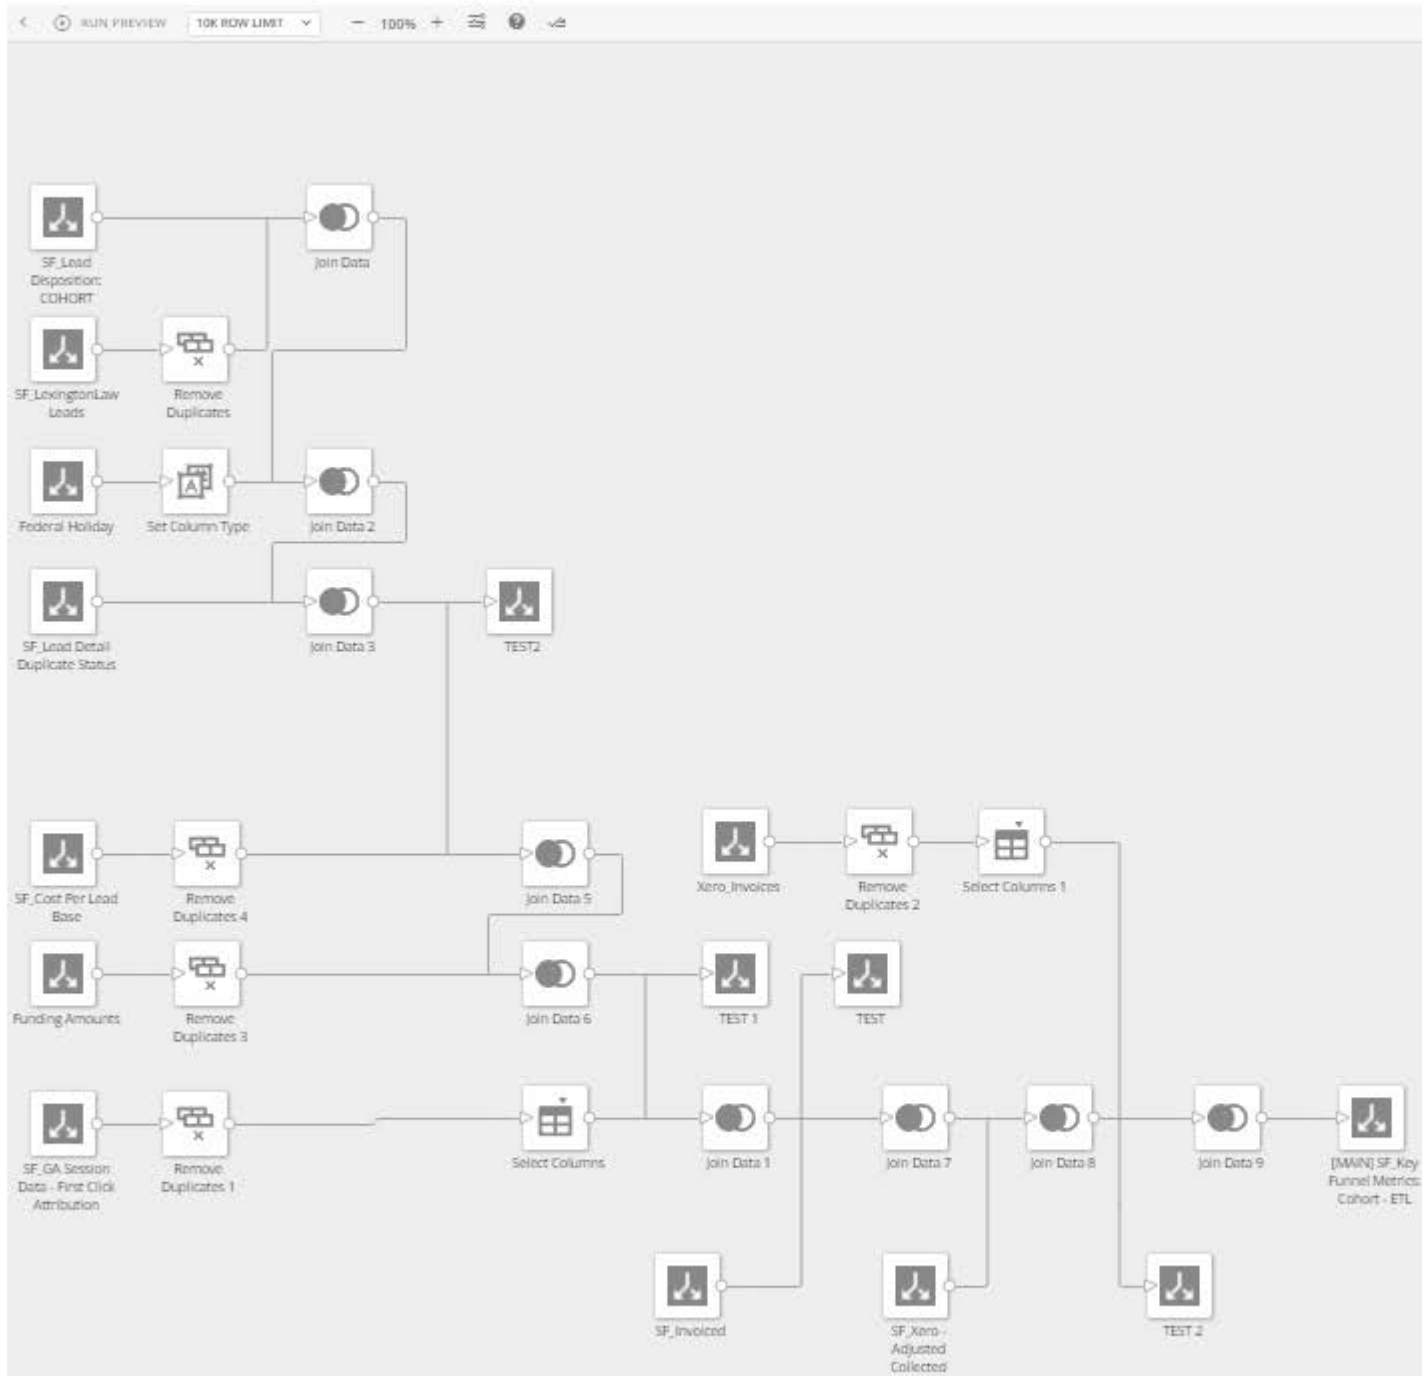 RUN PREVIEW
10K ROW LIMIT
100%
SF_Lead
Disposition:
COHORT
Join Data
SF_LexingtonLaw
Leads
Remove
Duplicates
Federal Holiday
Set Column Type
Join Data 2
SF_Lead Detail
Duplicate Status
Join Data 3
TEST2
SF_Cost Per Lead
Base
Remove
Duplicates 4
Join Data 5
Xero_Invoices
Remove
Duplicates 2
Select Columns 1
Funding Amounts
Remove
Duplicates 3
Join Data 6
TEST 1
TEST
SF_GA Session
Data - First Click
Attribution
Remove
Duplicates 1
Select Columns
Join Data 1
Join Data 7
Join Data 8
Join Data 9
[MAIN] SF_Key
Funnel Metrics:
Cohort - ETL
SF_Invoiced
SF_Xero -
Adjusted
Collected
TEST 2